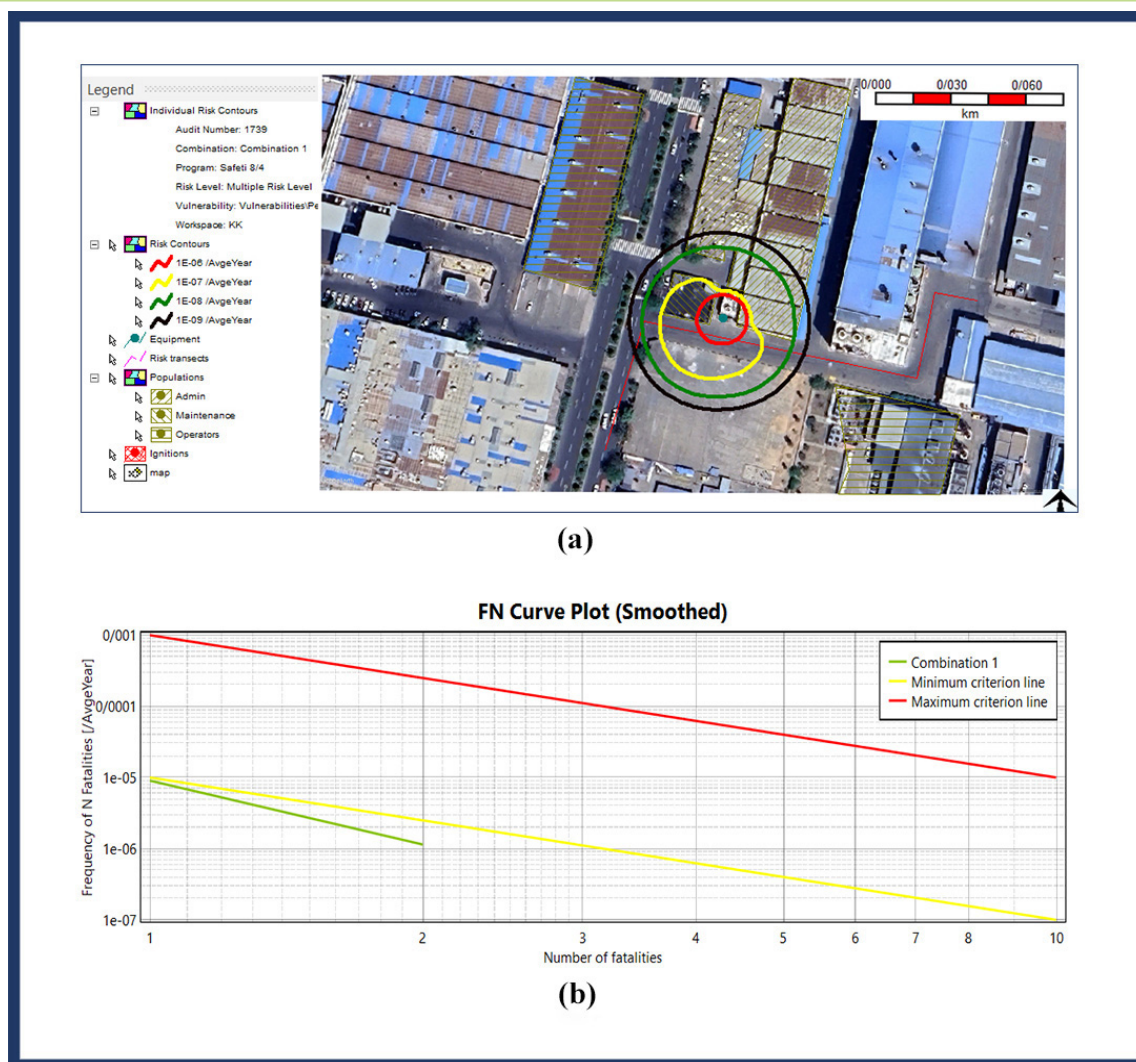 Legend
Individual Risk Contours
Audit Number: 1739
Combination: Combination 1
Program: Safeti 8/4
Risk Level: Multiple Risk Level
Vulnerability: Vulnerabilities\Pe
Workspace: KK
Risk Contours
1E-06 /AvgeYear
1E-07 /AvgeYear
1E-08 /AvgeYear
1E-09 /AvgeYear
Equipment
Risk transects
Populations
Admin
Maintenance
Operators
Ignitions
map
0/000 0/030 0/060
km
(a)
FN Curve Plot (Smoothed)
Frequency of N Fatalities [/AvgeYear]
0/001
0/0001
1e-05
1e-06
1e-07
Combination 1
Minimum criterion line
Maximum criterion line
1 2 3 4 5 6 7 8 10
Number of fatalities
(b)